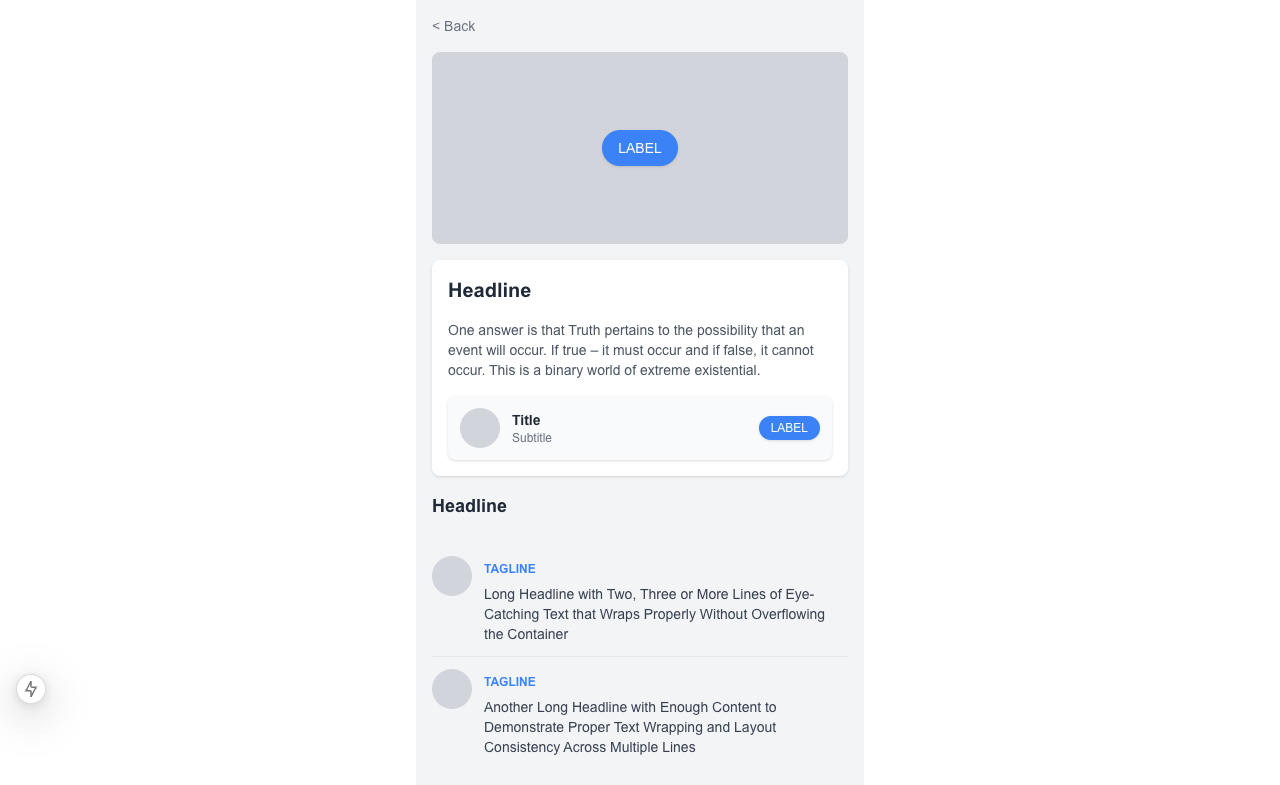 < Back
LABEL
Headline
One answer is that Truth pertains to the possibility that an
event will occur. If true – it must occur and if false, it cannot
occur. This is a binary world of extreme existential.
Title
Subtitle
LABEL
Headline
TAGLINE
Long Headline with Two, Three or More Lines of Eye-
Catching Text that Wraps Properly Without Overflowing
the Container
TAGLINE
Another Long Headline with Enough Content to
Demonstrate Proper Text Wrapping and Layout
Consistency Across Multiple Lines